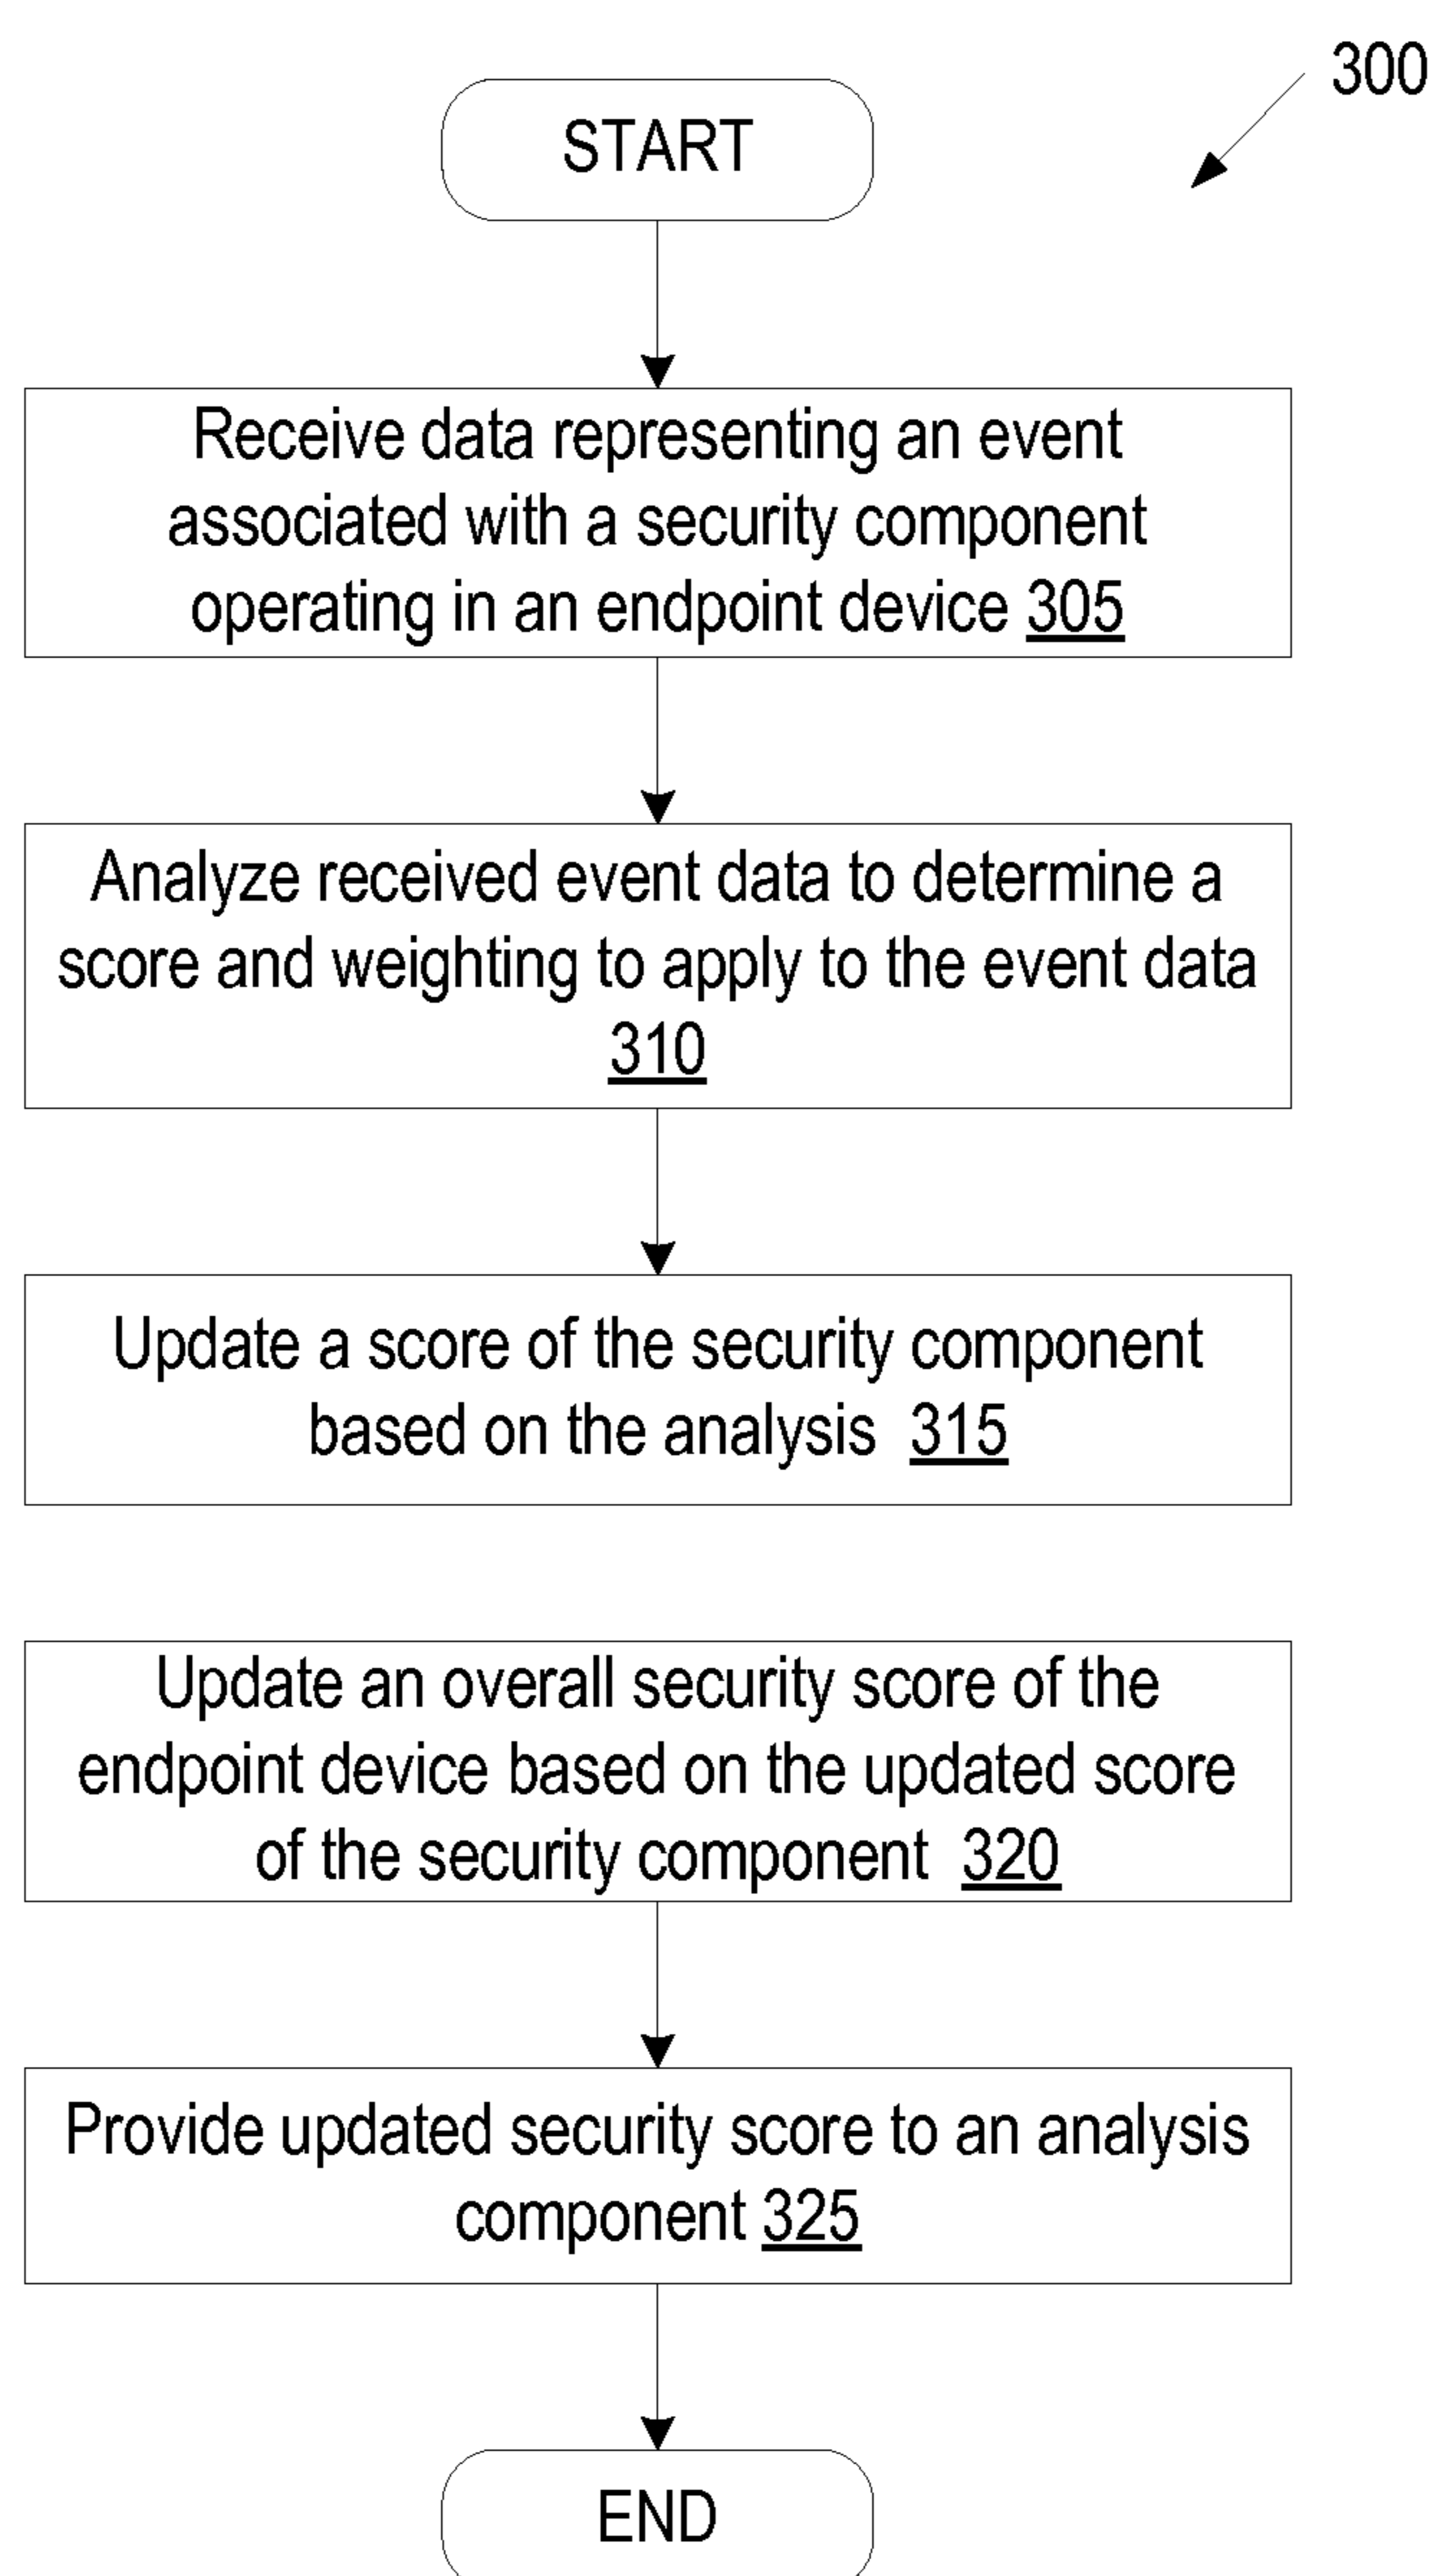 300
START
Receive data representing an event
associated with a security component
operating in an endpoint device 305
Analyze received event data to determine a
score and weighting to apply to the event data
310
Update a score of the security component
based on the analysis 315
Update an overall security score of the
endpoint device based on the updated score
of the security component 320
Provide updated security score to an analysis
component 325
END